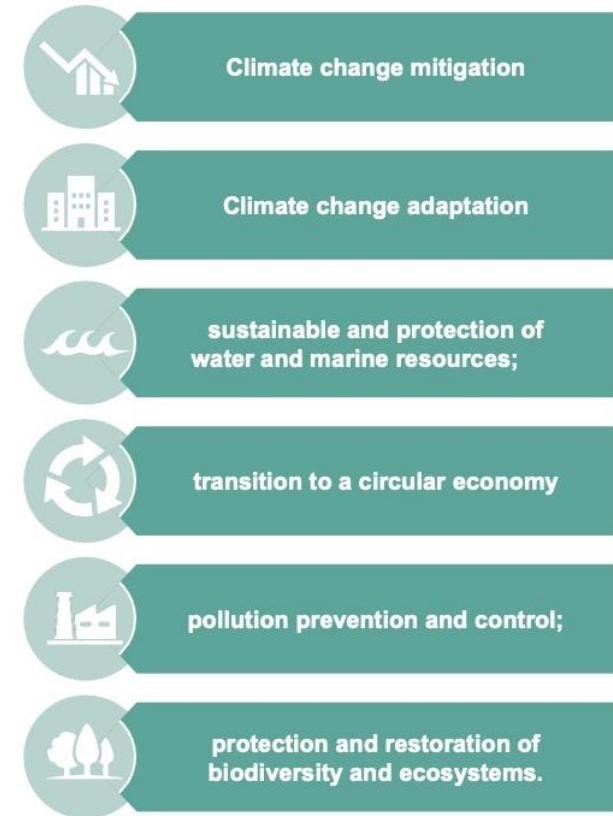 Climate change mitigation
Climate change adaptation
sustainable and protection of
water and marine resources;
transition to a circular economy
pollution prevention and control;
protection and restoration of
biodiversity and ecosystems.